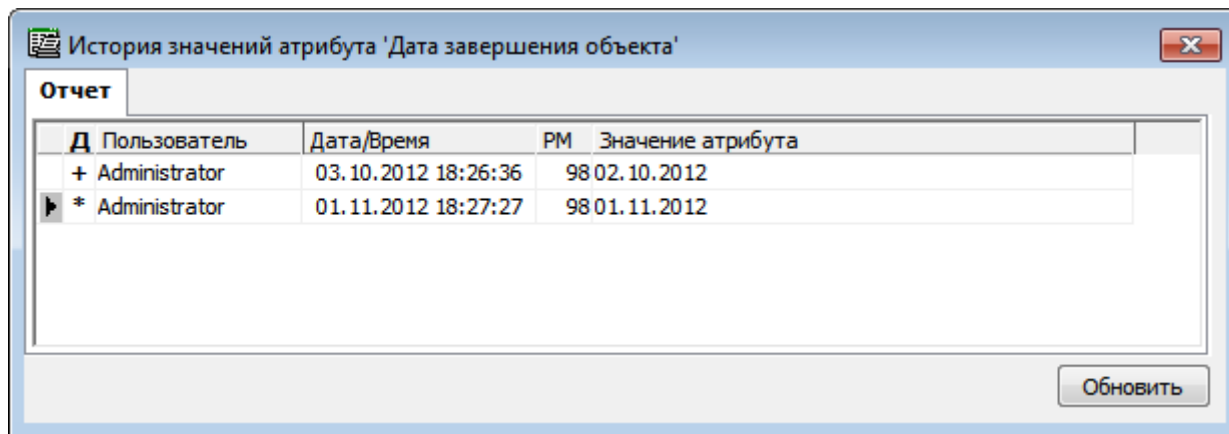 История значений атрибута 'Дата завершения объекта'
Отчет
Д Пользователь Дата/Время РМ Значение атрибута
+ Administrator 03.10.2012 18:26:36 98 02.10.2012
* Administrator 01.11.2012 18:27:27 98 01.11.2012
Обновить